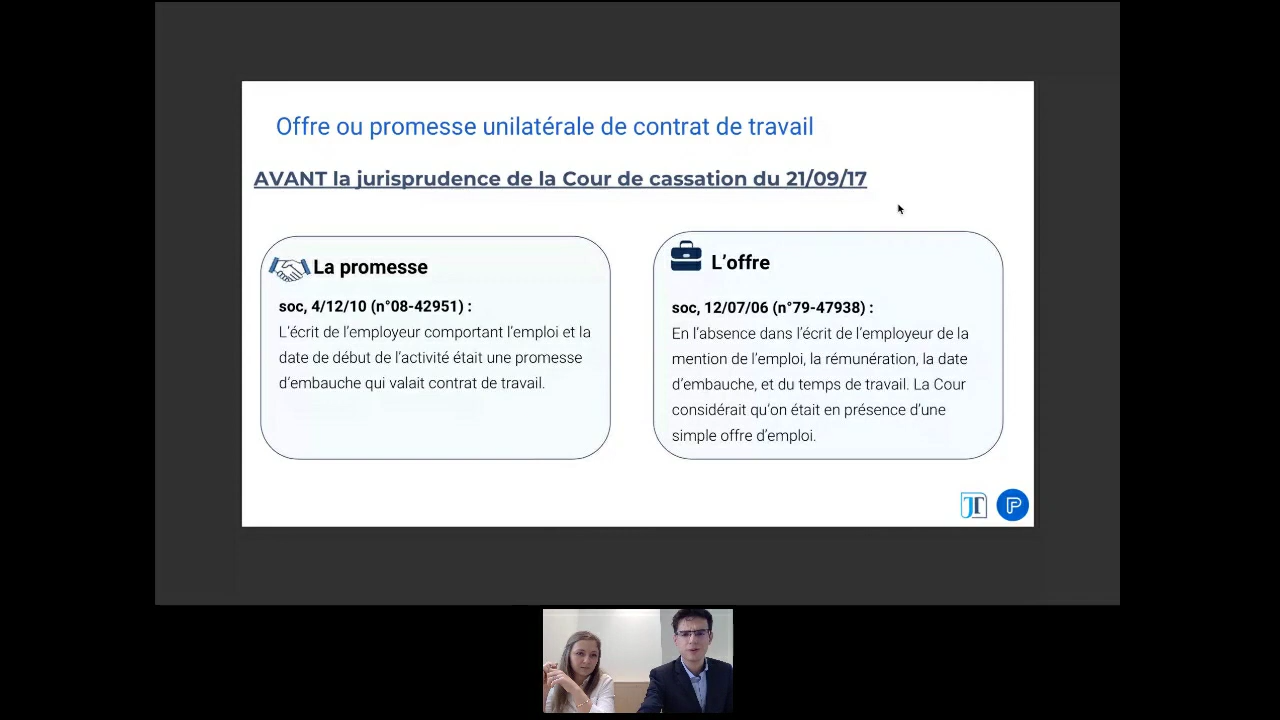 Offre ou promesse unilatérale de contrat de travail
AVANT la jurisprudence de la Cour de cassation du 21/09/17
La promesse
soc, 4/12/10 (n°08-42951) :
L'écrit de l'employeur comportant l'emploi et la
date de début de l'activité était une promesse
d'embauche qui valait contrat de travail.
L'offre
soc, 12/07/06 (n°79-47938) :
En l'absence dans l'écrit de l'employeur de la
mention de l'emploi, la rémunération, la date
d'embauche, et du temps de travail. La Cour
considérait qu'on était en présence d'une
simple offre d'emploi.
JT P